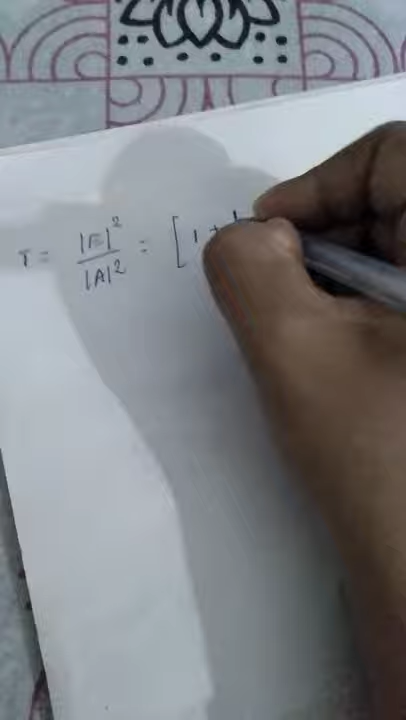 T = |E|² / |A|² = [ 1 +